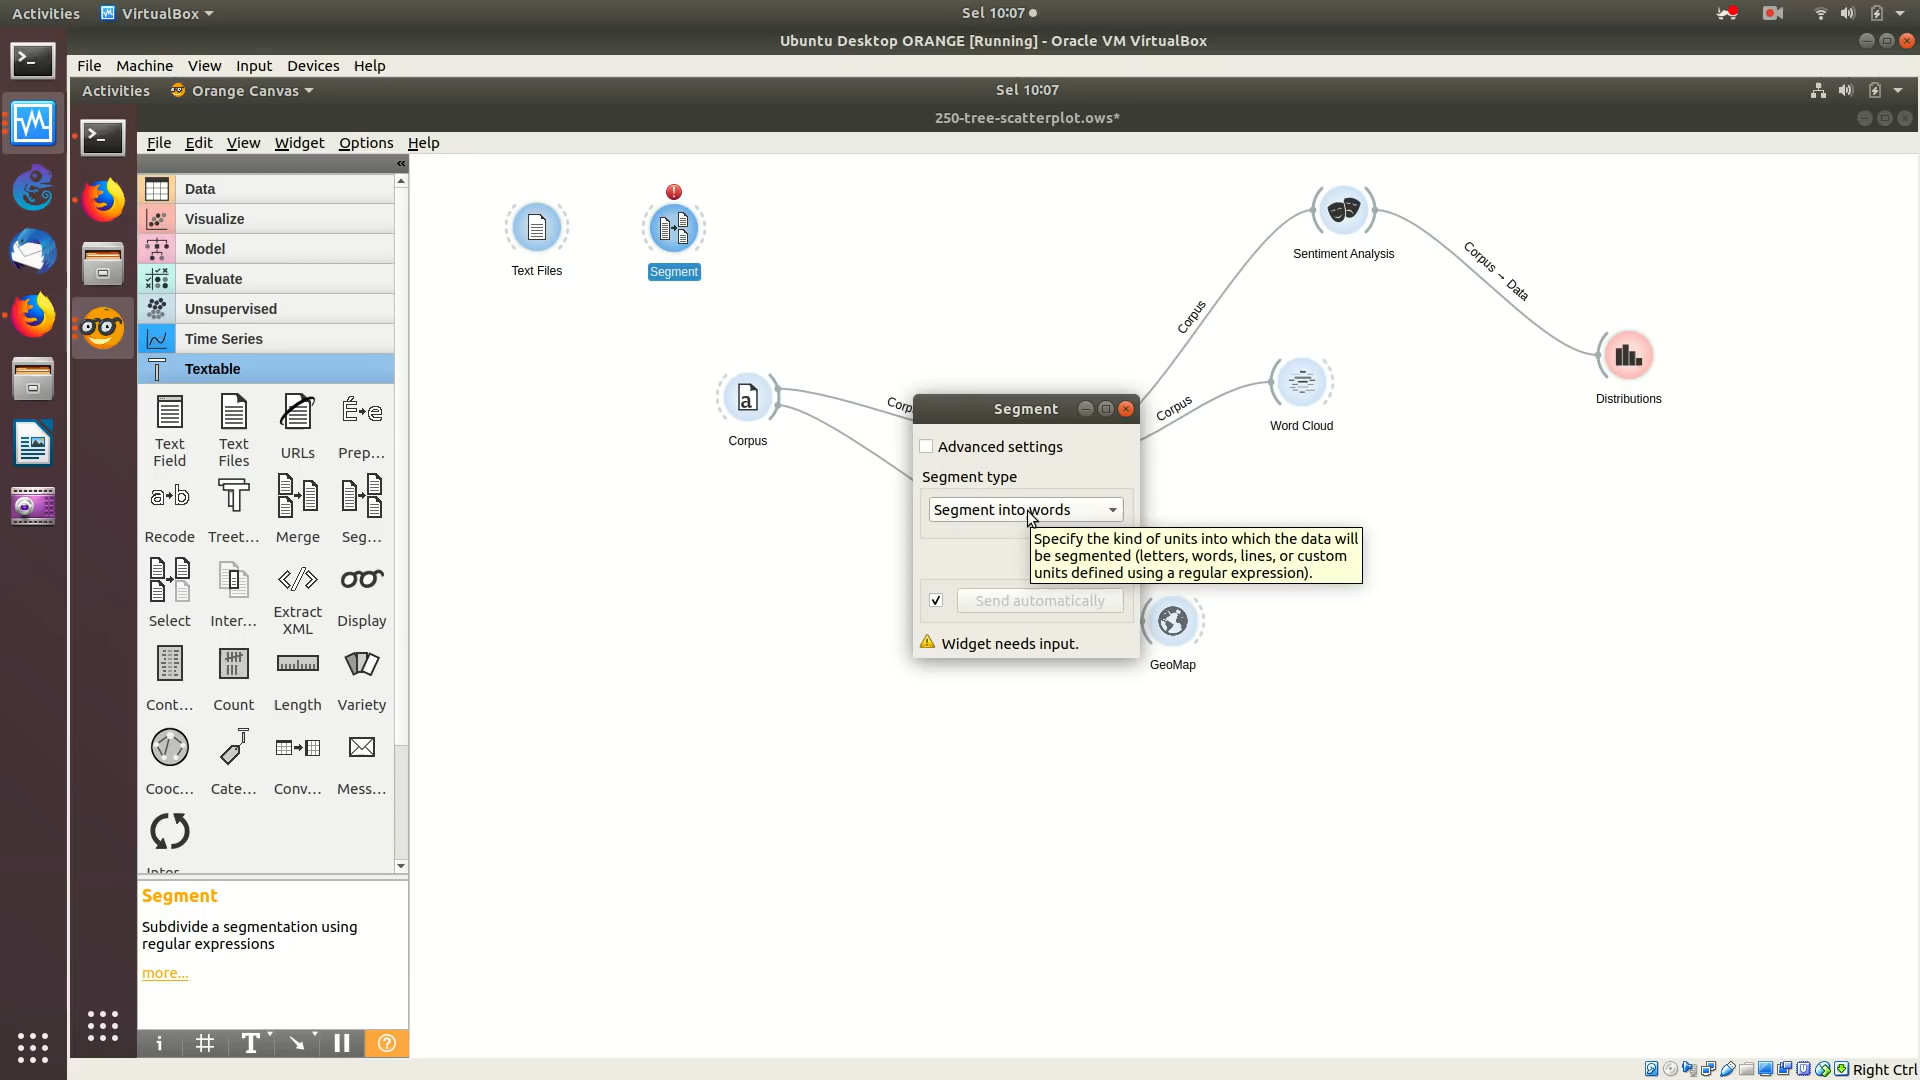 Activities VirtualBox Sel 10:07
Ubuntu Desktop ORANGE [Running] - Oracle VM VirtualBox
File Machine View Input Devices Help
Activities Orange Canvas Sel 10:07
250-tree-scatterplot.ows*
File Edit View Widget Options Help
Data
Visualize
Model
Evaluate
Unsupervised
Time Series
Textable
Text Field
Text Files
URLs
Prep...
Recode
Treet...
Merge
Seg...
Select
Inter...
Extract XML
Display
Cont...
Count
Length
Variety
Cooc...
Cate...
Conv...
Mess...
Segment
Subdivide a segmentation using
regular expressions
more...
Text Files
Segment
Corpus
Sentiment Analysis
Corpus
Corpus → Data
Distributions
Corpus
Word Cloud
GeoMap
Segment
Advanced settings
Segment type
Segment into words
Specify the kind of units into which the data will
be segmented (letters, words, lines, or custom
units defined using a regular expression).
Send automatically
Widget needs input.
Right Ctrl